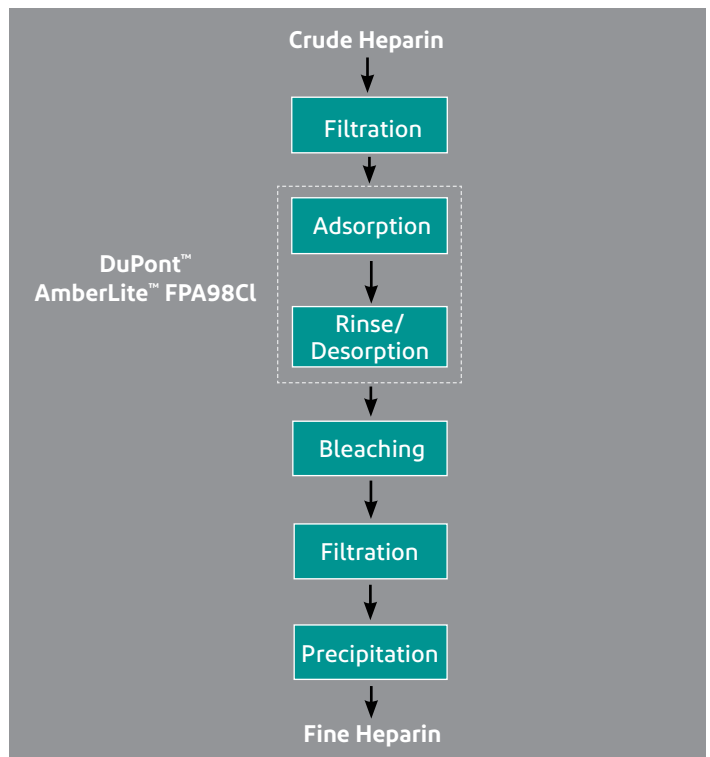 Crude Heparin
Filtration
Adsorption
DuPont™
AmberLite™ FPA98Cl
Rinse/
Desorption
Bleaching
Filtration
Precipitation
Fine Heparin